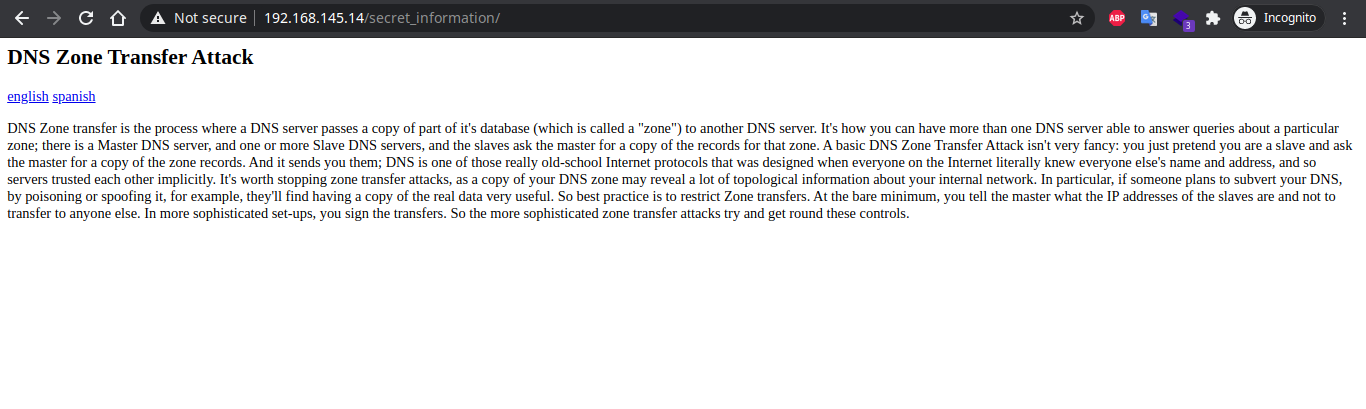 Not secure 192.168.145.14/secret_information/ ABP 3 Incognito
DNS Zone Transfer Attack
english spanish
DNS Zone transfer is the process where a DNS server passes a copy of part of it's database (which is called a "zone") to another DNS server. It's how you can have more than one DNS server able to answer queries about a particular
zone; there is a Master DNS server, and one or more Slave DNS servers, and the slaves ask the master for a copy of the records for that zone. A basic DNS Zone Transfer Attack isn't very fancy: you just pretend you are a slave and ask
the master for a copy of the zone records. And it sends you them; DNS is one of those really old-school Internet protocols that was designed when everyone on the Internet literally knew everyone else's name and address, and so
servers trusted each other implicitly. It's worth stopping zone transfer attacks, as a copy of your DNS zone may reveal a lot of topological information about your internal network. In particular, if someone plans to subvert your DNS,
by poisoning or spoofing it, for example, they'll find having a copy of the real data very useful. So best practice is to restrict Zone transfers. At the bare minimum, you tell the master what the IP addresses of the slaves are and not to
transfer to anyone else. In more sophisticated set-ups, you sign the transfers. So the more sophisticated zone transfer attacks try and get round these controls.